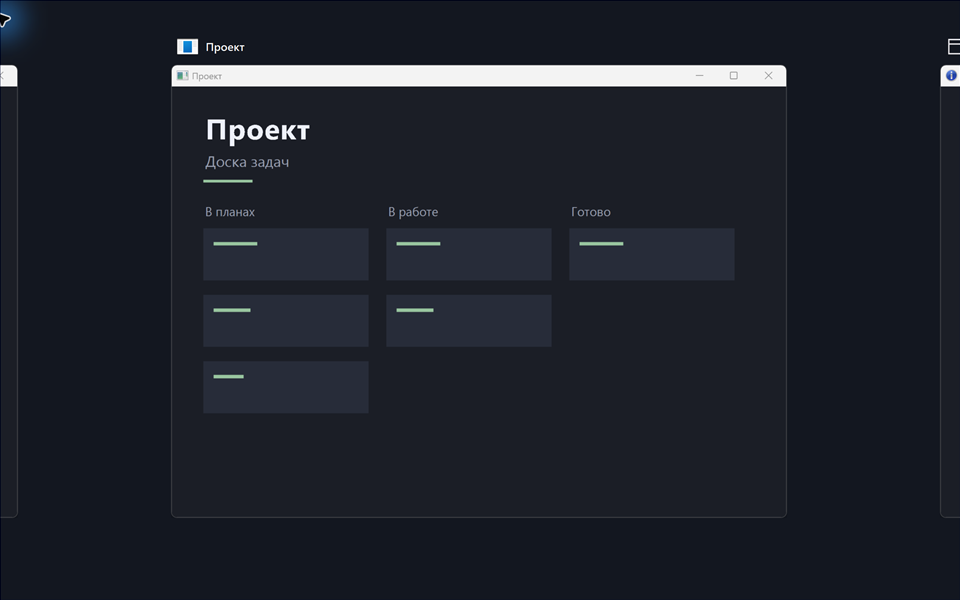 Проект
Проект
Проект
Доска задач
В планах
В работе
Готово